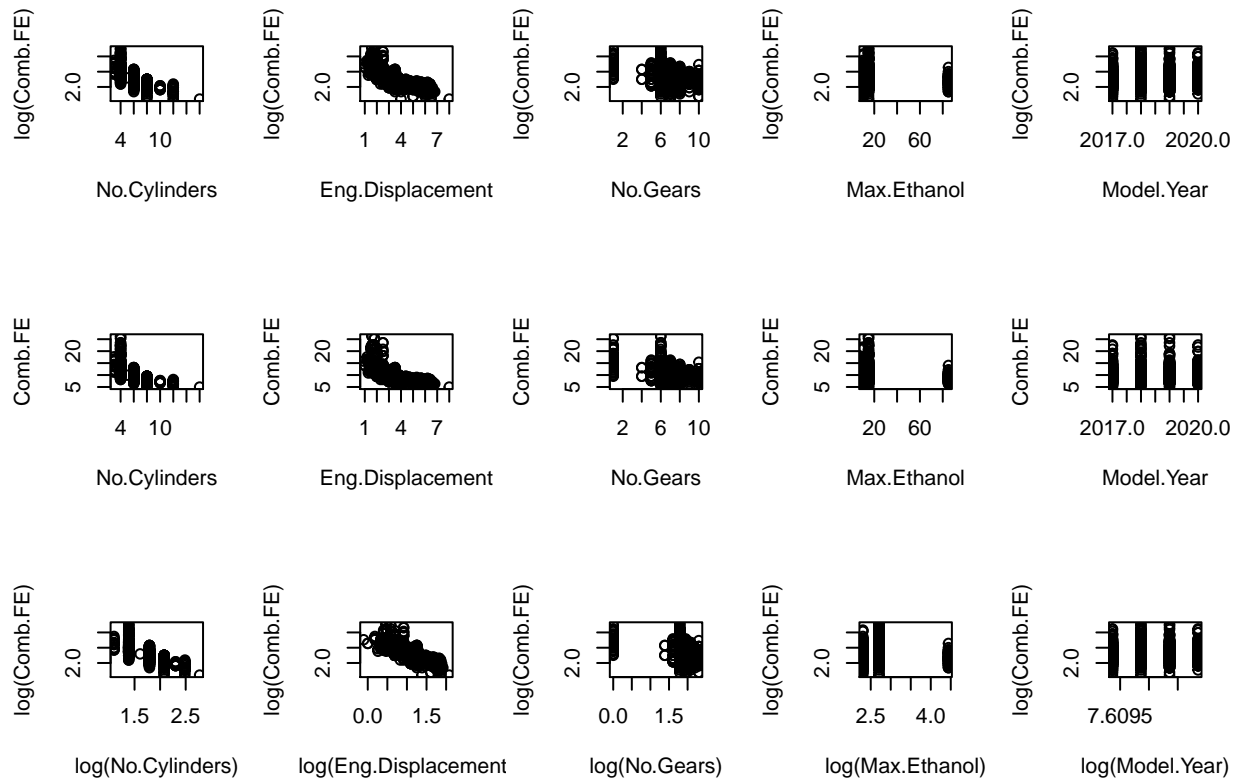 log(Comb.FE)
2.0
4 10
No.Cylinders
log(Comb.FE)
2.0
1 4 7
Eng.Displacement
log(Comb.FE)
2.0
2 6 10
No.Gears
log(Comb.FE)
2.0
20 60
Max.Ethanol
log(Comb.FE)
2.0
2017.0 2020.0
Model.Year
Comb.FE
5 20
4 10
No.Cylinders
Comb.FE
5 20
1 4 7
Eng.Displacement
Comb.FE
5 20
2 6 10
No.Gears
Comb.FE
5 20
20 60
Max.Ethanol
Comb.FE
5 20
2017.0 2020.0
Model.Year
log(Comb.FE)
2.0
1.5 2.5
log(No.Cylinders)
log(Comb.FE)
2.0
0.0 1.5
log(Eng.Displacement
log(Comb.FE)
2.0
0.0 1.5
log(No.Gears)
log(Comb.FE)
2.0
2.5 4.0
log(Max.Ethanol)
log(Comb.FE)
2.0
7.6095
log(Model.Year)